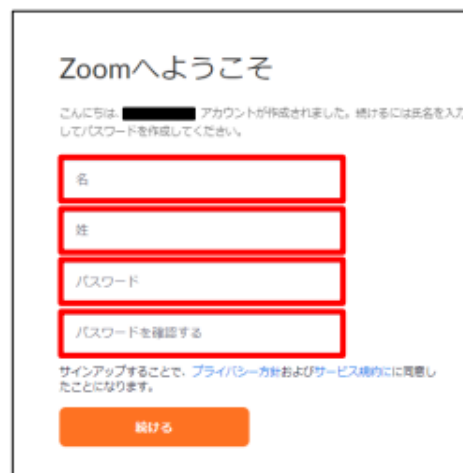 Zoomへようこそ
こんにちは、 アカウントが作成されました。続けるには氏名を入力
してパスワードを作成してください。
名
姓
パスワード
パスワードを確認する
サインアップすることで、プライバシー方針およびサービス規約にに同意し
たことになります。
続ける